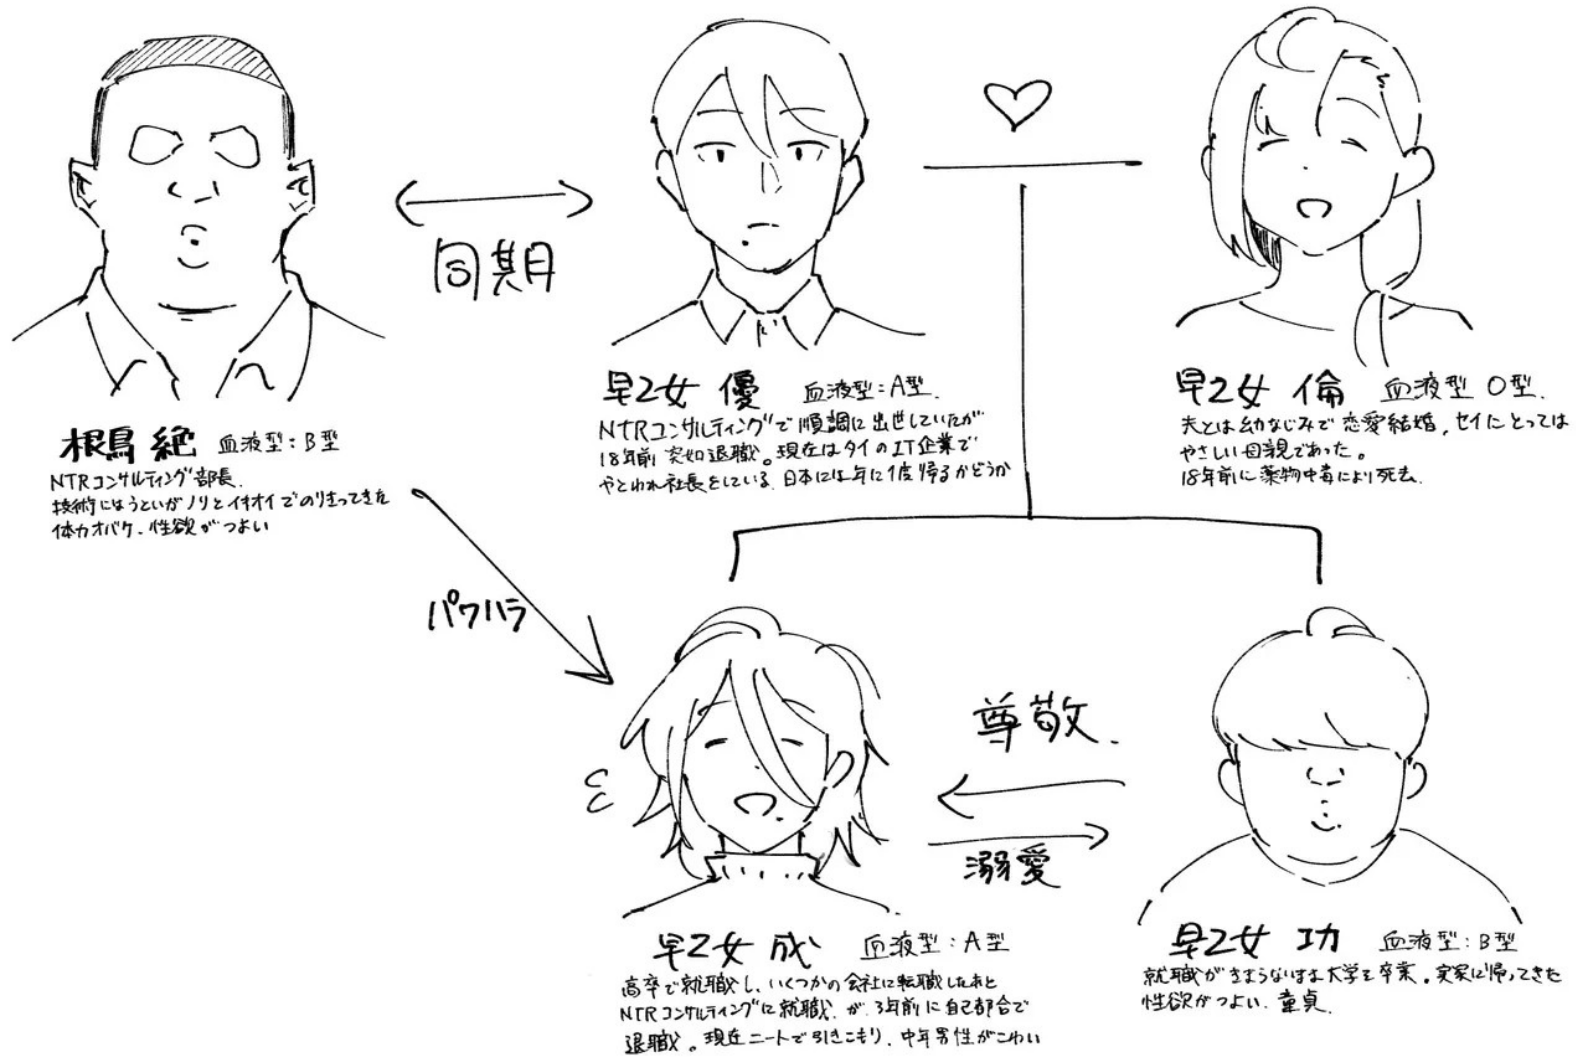 同期
根鳥 絶 血液型：B型
NTRコンサルティング部長.
技術にはうといがノリとイキオイでのりきってきた
体力オバケ. 性欲がつよい
早乙女 優 血液型：A型.
NTRコンサルティングで順調に出世していたが
18年前 突如退職。現在はタイのIT企業で
やとわれ社長をしている. 日本には年に1度帰るかどうか
早乙女 倫 血液型 O型.
夫とは幼なじみで恋愛結婚. セイにとっては
やさしい母親であった。
18年前に薬物中毒により死去.
パワハラ
尊敬.
溺愛
早乙女 成 血液型：A型
高卒で就職し、いくつかの会社に転職したあと
NTRコンサルティングに就職. が. 3年前に自己都合で
退職。現在ニートで引きこもり. 中年男性がこわい
早乙女 功 血液型：B型
就職がきまらないまま大学を卒業。実家に帰ってきた
性欲がつよい. 童貞.